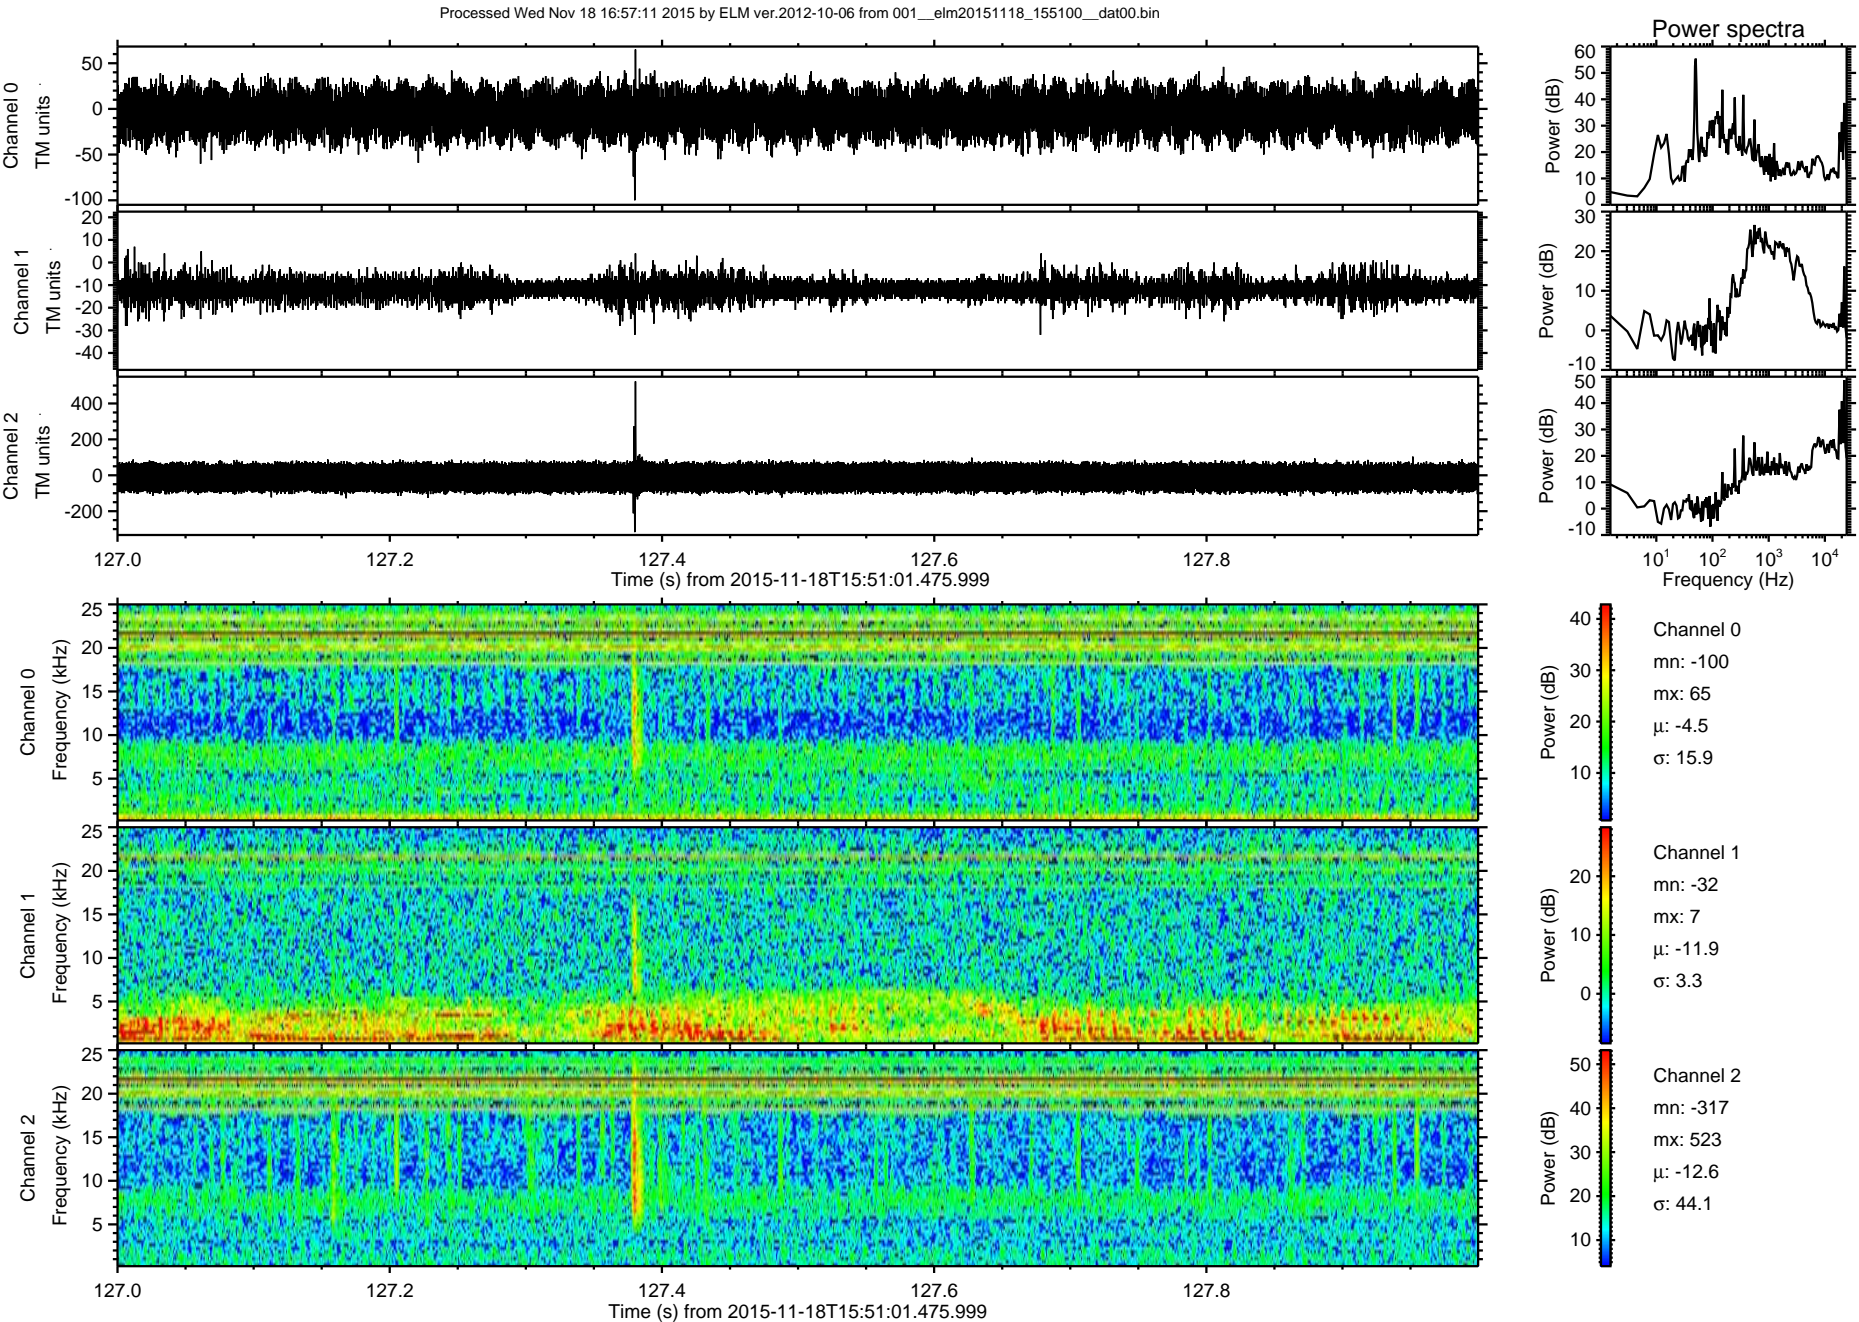 Processed Wed Nov 18 16:57:11 2015 by ELM ver.2012-10-06 from 001__elm20151118_155100__dat00.bin
Power spectra
Channel 0
TM units
50
0
-50
-100
Power (dB)
60
50
40
30
20
10
0
Channel 1
TM units
20
10
0
-10
-20
-30
-40
Power (dB)
30
20
10
0
-10
Channel 2
TM units
400
200
0
-200
Power (dB)
50
40
30
20
10
0
-10
127.0 127.2 127.4 127.6 127.8
Time (s) from 2015-11-18T15:51:01.475.999
10¹ 10² 10³ 10⁴
Frequency (Hz)
Channel 0
Frequency (kHz)
25
20
15
10
5
Power (dB)
40
30
20
10
Channel 0
mn: -100
mx: 65
μ: -4.5
σ: 15.9
Channel 1
Frequency (kHz)
25
20
15
10
5
Power (dB)
20
10
0
Channel 1
mn: -32
mx: 7
μ: -11.9
σ: 3.3
Channel 2
Frequency (kHz)
25
20
15
10
5
Power (dB)
50
40
30
20
10
Channel 2
mn: -317
mx: 523
μ: -12.6
σ: 44.1
127.0 127.2 127.4 127.6 127.8
Time (s) from 2015-11-18T15:51:01.475.999